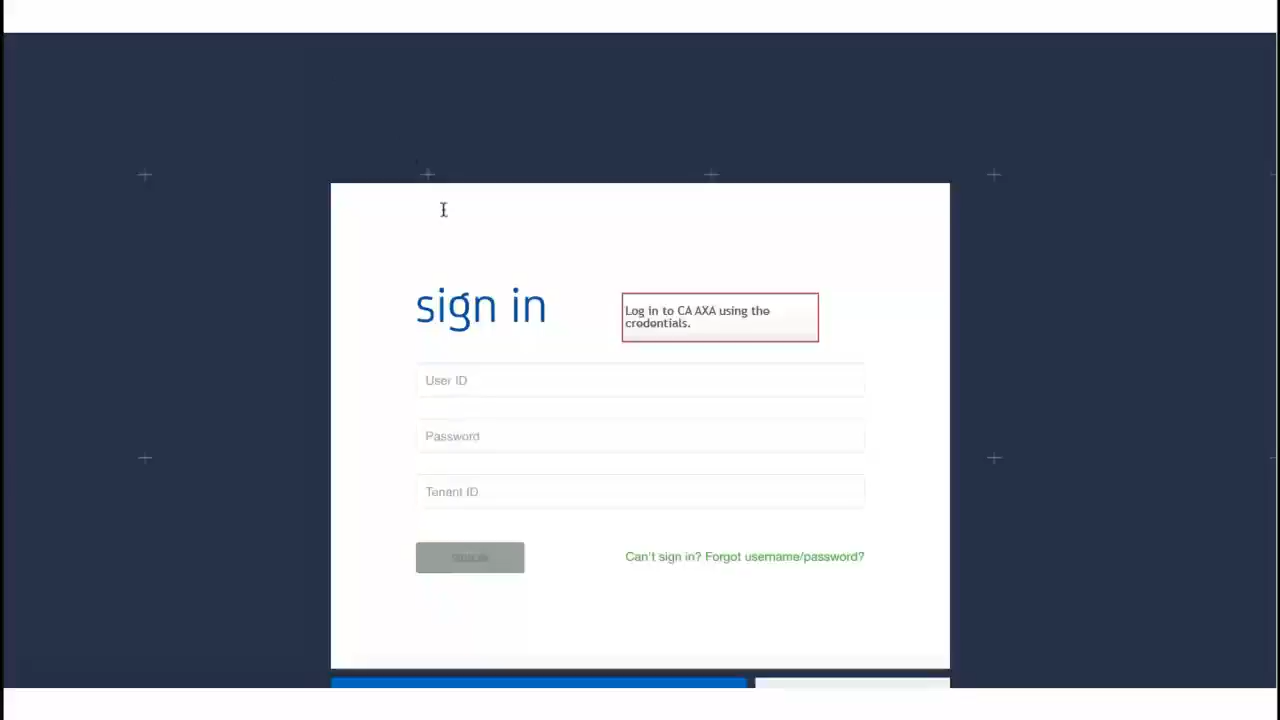 sign in
Log in to CA AXA using the
credentials.
User ID
Password
Tenant ID
Can't sign in? Forgot username/password?